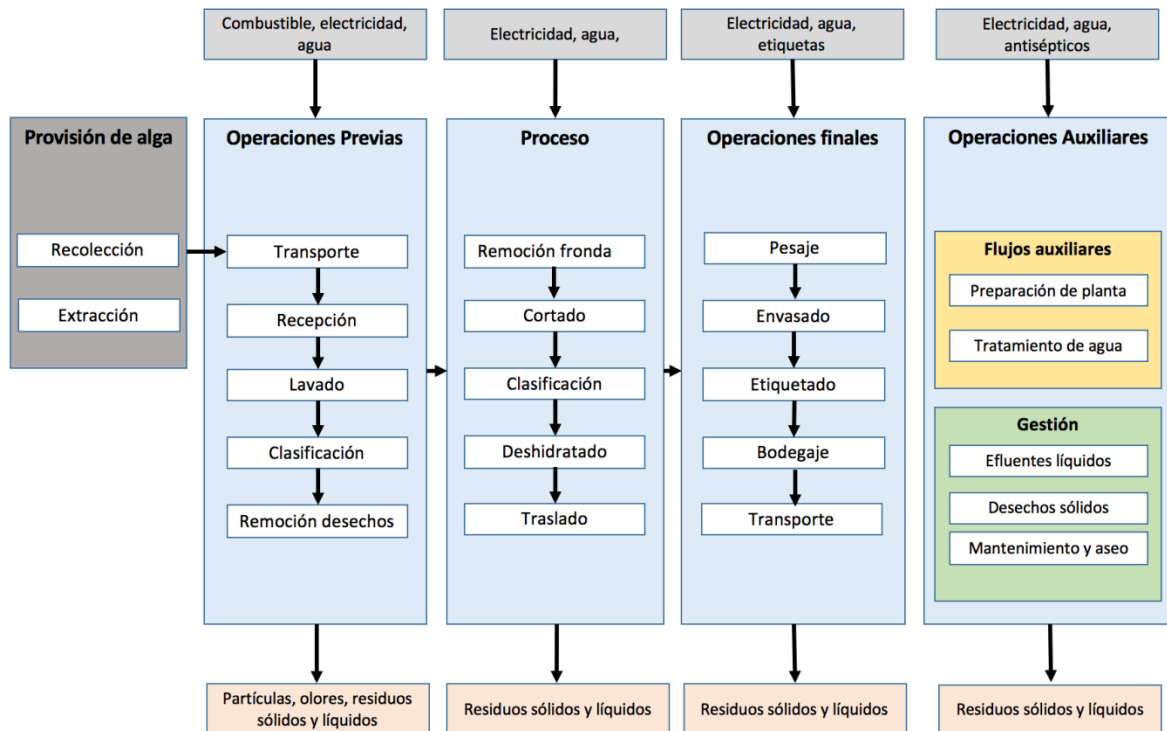 Combustible, electricidad,
agua
Electricidad, agua,
Electricidad, agua,
etiquetas
Electricidad, agua,
antisépticos
Provisión de alga
Recolección
Extracción
Operaciones Previas
Transporte
Recepción
Lavado
Clasificación
Remoción desechos
Proceso
Remoción fronda
Cortado
Clasificación
Deshidratado
Traslado
Operaciones finales
Pesaje
Envasado
Etiquetado
Bodegaje
Transporte
Operaciones Auxiliares
Flujos auxiliares
Preparación de planta
Tratamiento de agua
Gestión
Efluentes líquidos
Desechos sólidos
Mantenimiento y aseo
Partículas, olores, residuos
sólidos y líquidos
Residuos sólidos y líquidos
Residuos sólidos y líquidos
Residuos sólidos y líquidos